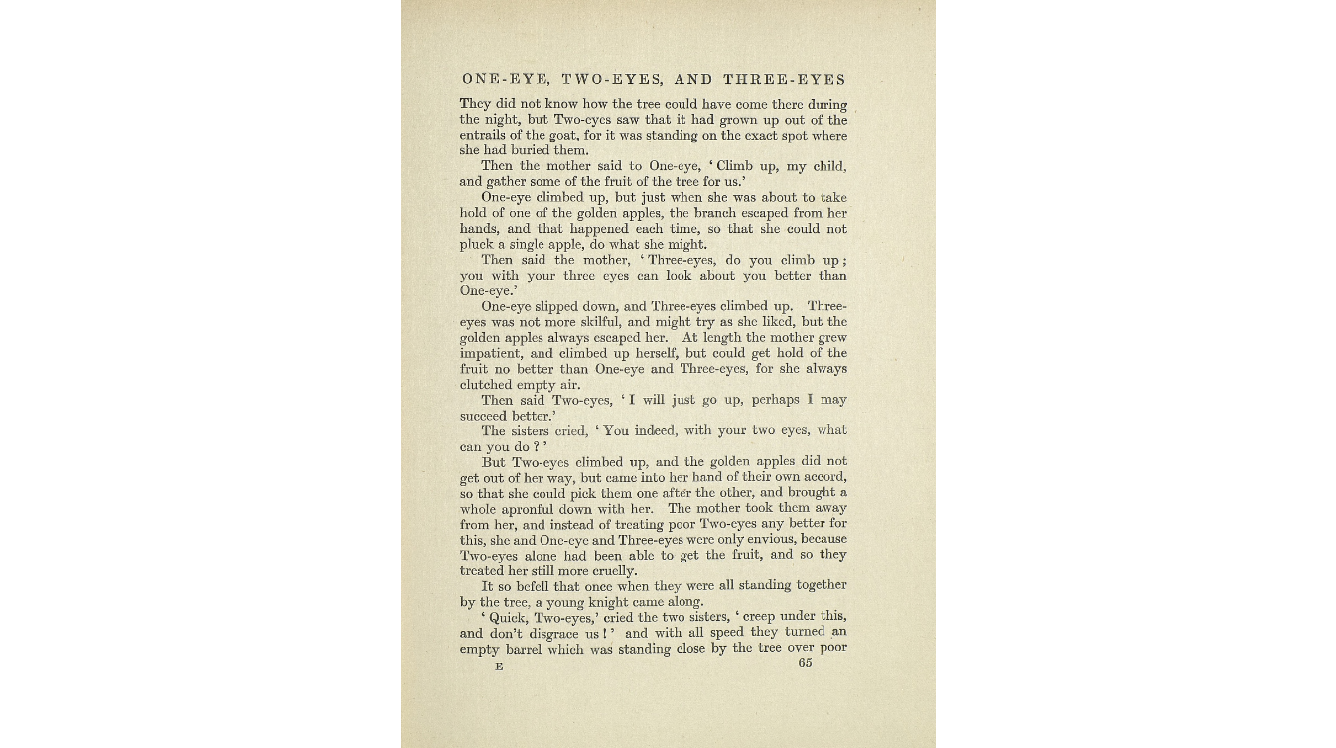 ONE-EYE, TWO-EYES, AND THREE-EYES
They did not know how the tree could have come there during
the night, but Two-eyes saw that it had grown up out of the
entrails of the goat, for it was standing on the exact spot where
she had buried them.
Then the mother said to One-eye, ‘ Climb up, my child,
and gather some of the fruit of the tree for us.’
One-eye climbed up, but just when she was about to take
hold of one of the golden apples, the branch escaped from her
hands, and that happened each time, so that she could not
pluck a single apple, do what she might.
Then said the mother, ‘ Three-eyes, do you climb up ;
you with your three eyes can look about you better than
One-eye.’
One-eye slipped down, and Three-eyes climbed up. Three-
eyes was not more skilful, and might try as she liked, but the
golden apples always escaped her. At length the mother grew
impatient, and climbed up herself, but could get hold of the
fruit no better than One-eye and Three-eyes, for she always
clutched empty air.
Then said Two-eyes, ‘ I will just go up, perhaps I may
succeed better.’
The sisters cried, ‘ You indeed, with your two eyes, what
can you do ? ’
But Two-eyes climbed up, and the golden apples did not
get out of her way, but came into her hand of their own accord,
so that she could pick them one after the other, and brought a
whole apronful down with her. The mother took them away
from her, and instead of treating poor Two-eyes any better for
this, she and One-eye and Three-eyes were only envious, because
Two-eyes alone had been able to get the fruit, and so they
treated her still more cruelly.
It so befell that once when they were all standing together
by the tree, a young knight came along.
‘ Quick, Two-eyes,’ cried the two sisters, ‘ creep under this,
and don’t disgrace us ! ’ and with all speed they turned an
empty barrel which was standing close by the tree over poor
E 65